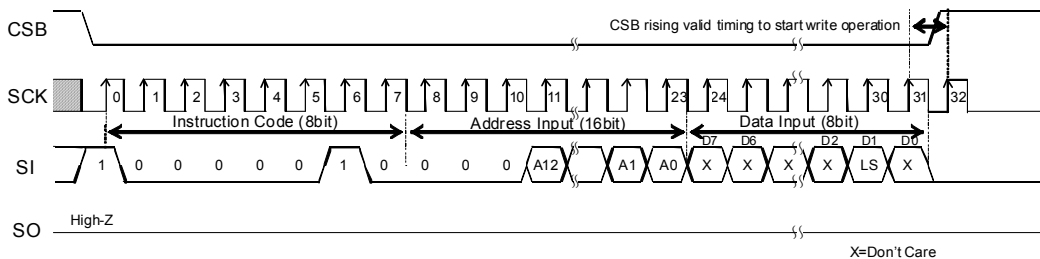 CSB
CSB rising valid timing to start write operation
SCK
0 1 2 3 4 5 6 7 8 9 10 11 23 24 30 31 32
Instruction Code (8bit) Address Input (16bit) Data Input (8bit)
D7 D6 D2 D1 D0
SI
1 0 0 0 0 0 1 0 0 0 0 A12 A1 A0 X X X X LS X
High-Z
SO
X=Don't Care